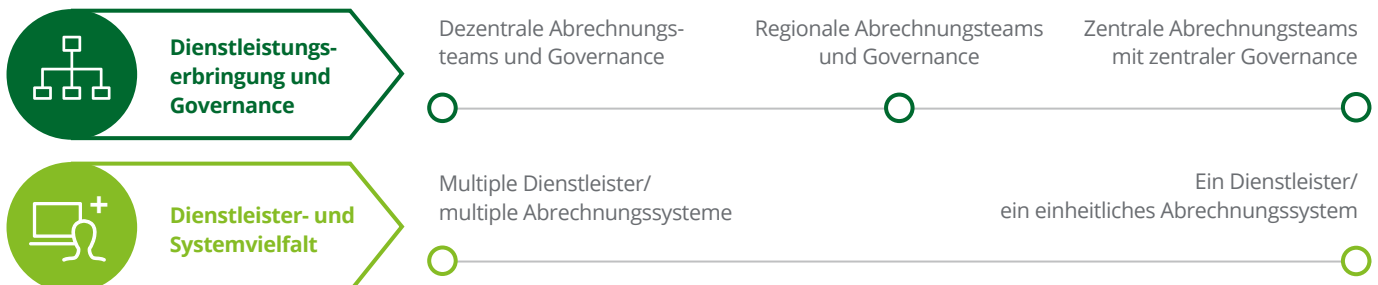 Dienstleistungs-
erbringung und
Governance
Dezentrale Abrechnungs-
teams und Governance
Regionale Abrechnungsteams
und Governance
Zentrale Abrechnungsteams
mit zentraler Governance
Dienstleister- und
Systemvielfalt
Multiple Dienstleister/
multiple Abrechnungssysteme
Ein Dienstleister/
ein einheitliches Abrechnungssystem